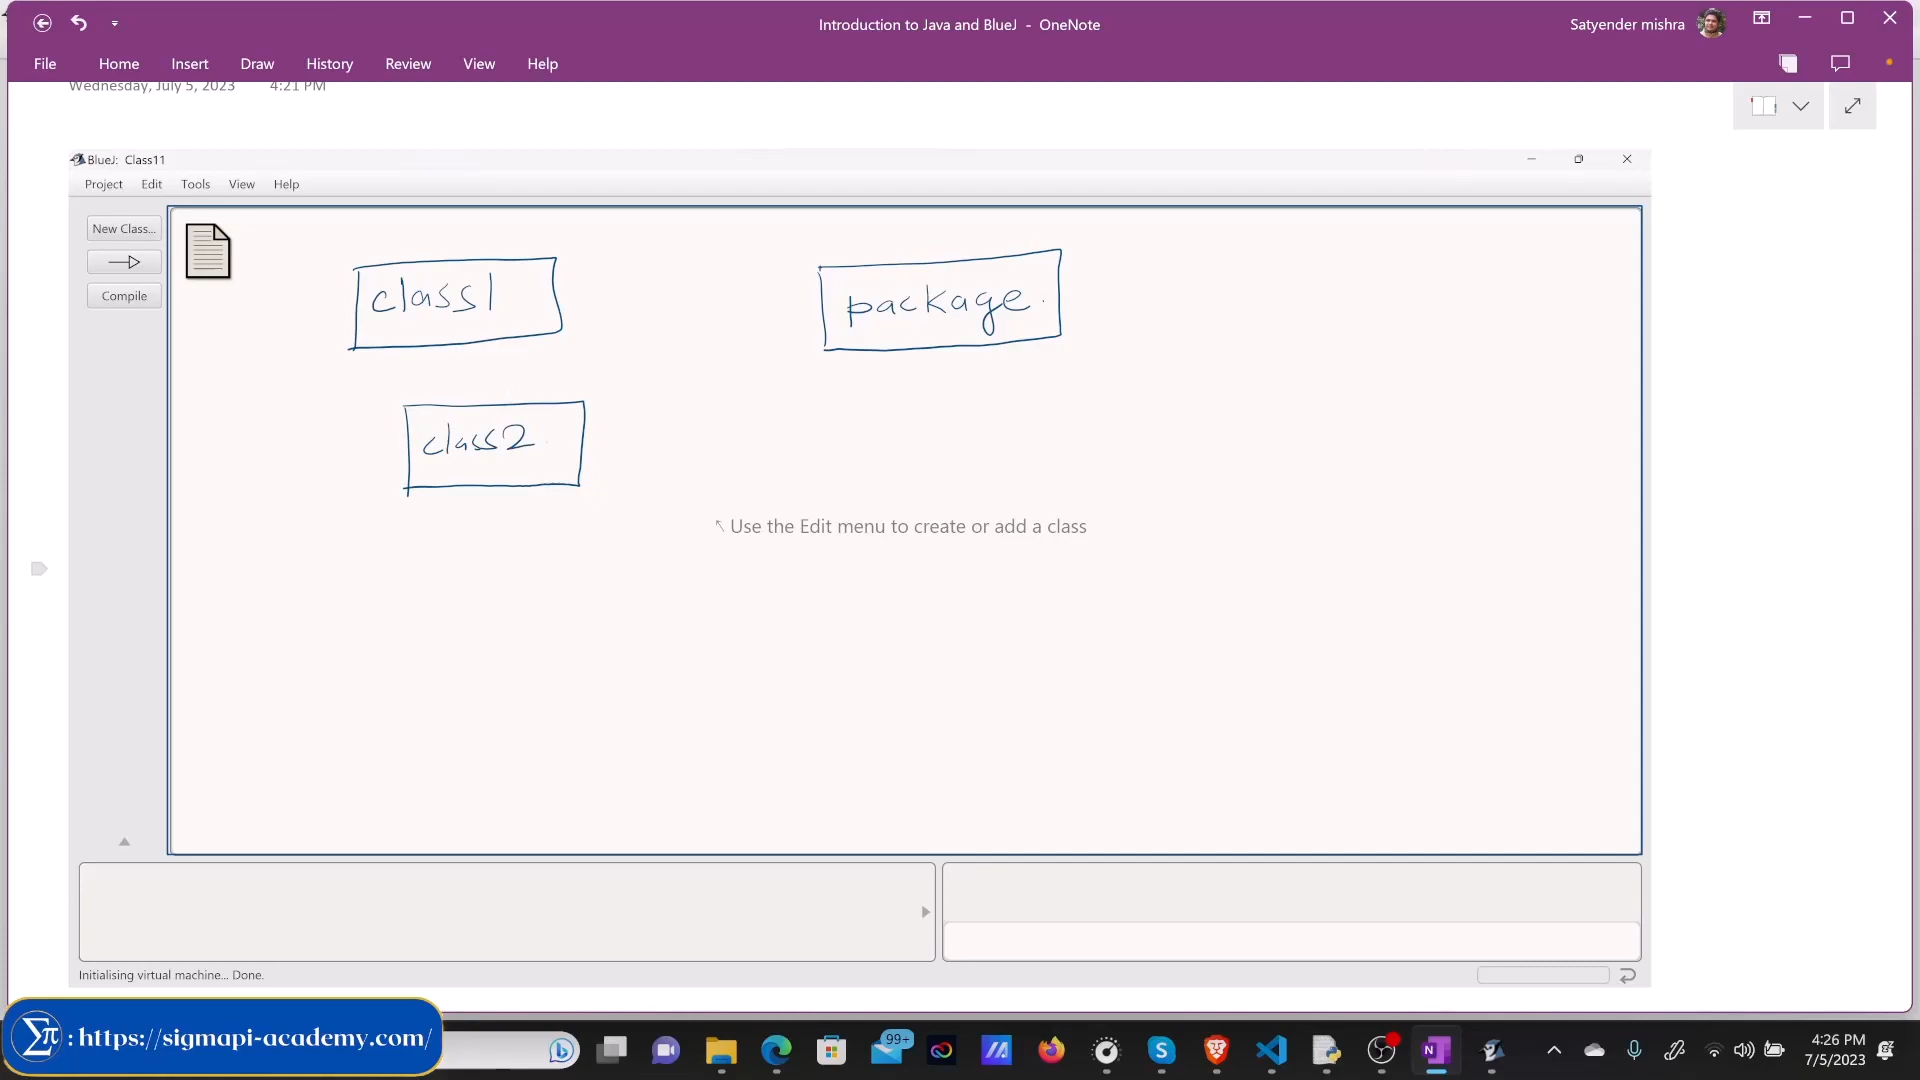 Introduction to Java and BlueJ - OneNote
Satyender mishra
File Home Insert Draw History Review View Help
Wednesday, July 5, 2023 4:21 PM
BlueJ: Class11
Project Edit Tools View Help
New Class...
Compile
class1
package.
class2
Use the Edit menu to create or add a class
Initialising virtual machine... Done.
Σπ : https://sigmapi-academy.com/
99+
4:26 PM
7/5/2023